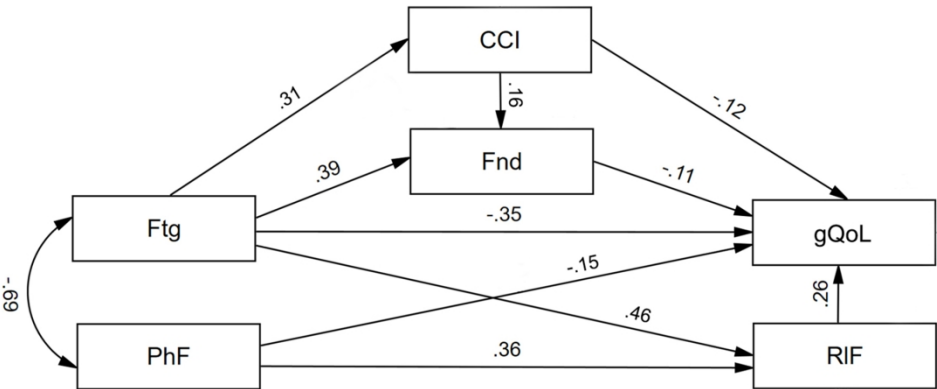 CCI
.31
.16
-.12
Fnd
.39
-.11
Ftg
-.35
gQoL
-.15
-.69
.26
.46
PhF
.36
RlF